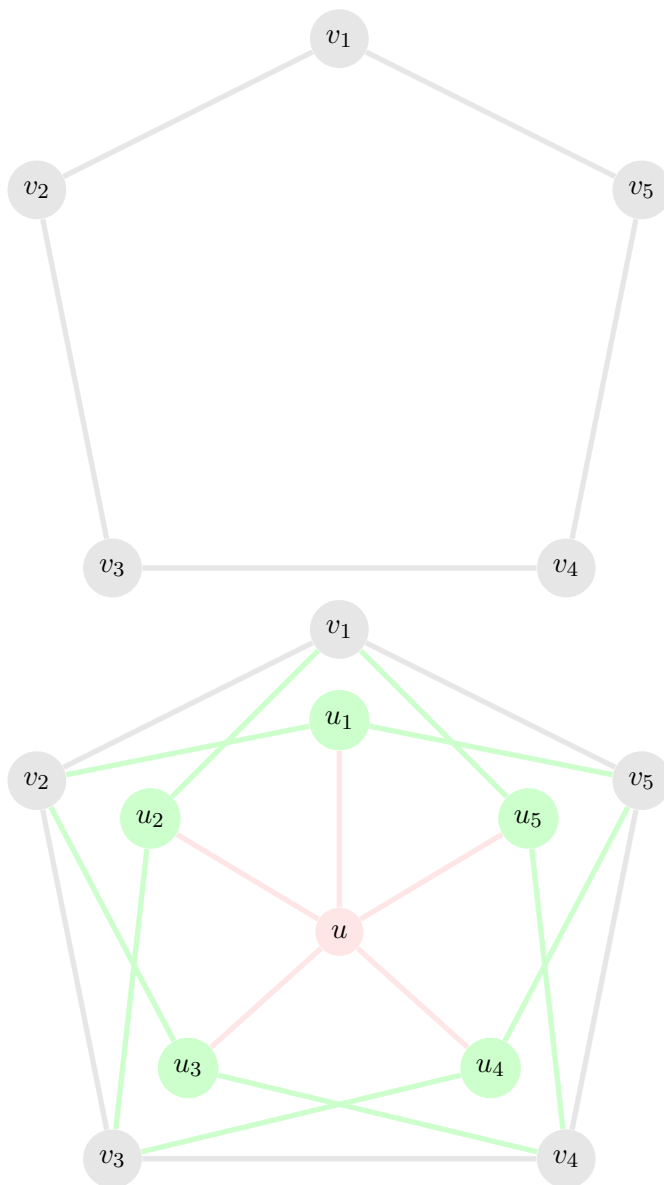 v₁
v₂ v₅
v₃ v₄
v₁
u₁
v₂ v₅
u₂ u₅
u
u₃ u₄
v₃ v₄